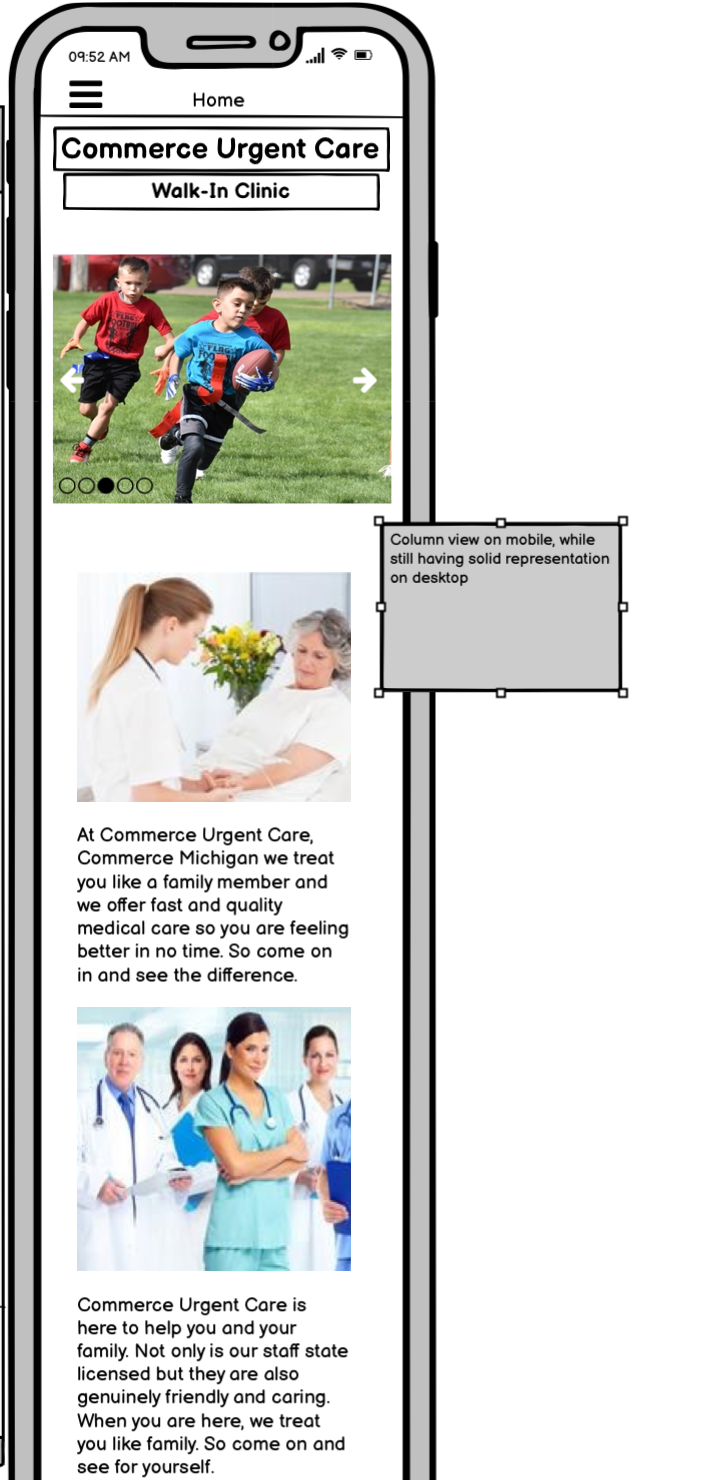 09:52 AM
Home
Commerce Urgent Care
Walk-In Clinic
FLAG
FOOTBALL
FLAG
FOO
Column view on mobile, while
still having solid representation
on desktop
At Commerce Urgent Care,
Commerce Michigan we treat
you like a family member and
we offer fast and quality
medical care so you are feeling
better in no time. So come on
in and see the difference.
Commerce Urgent Care is
here to help you and your
family. Not only is our staff state
licensed but they are also
genuinely friendly and caring.
When you are here, we treat
you like family. So come on and
see for yourself.